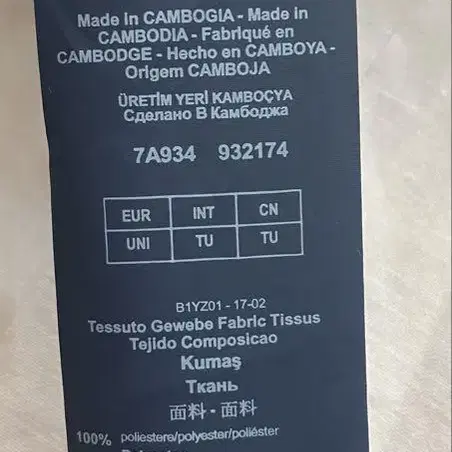 Made in CAMBOGIA - Made in
CAMBODIA - Fabriqué en
CAMBODGE - Hecho en CAMBOYA -
Origem CAMBOJA
ÜRETİM YERİ KAMBOÇYA
Сделано В Камбоджа
7A934 932174
EUR INT CN
UNI TU TU
B1YZ01 - 17-02
Tessuto Gewebe Fabric Tissus
Tejido Composicao
Kumaş
Ткань
面料 - 面料
100% poliestere/polyester/poliéster